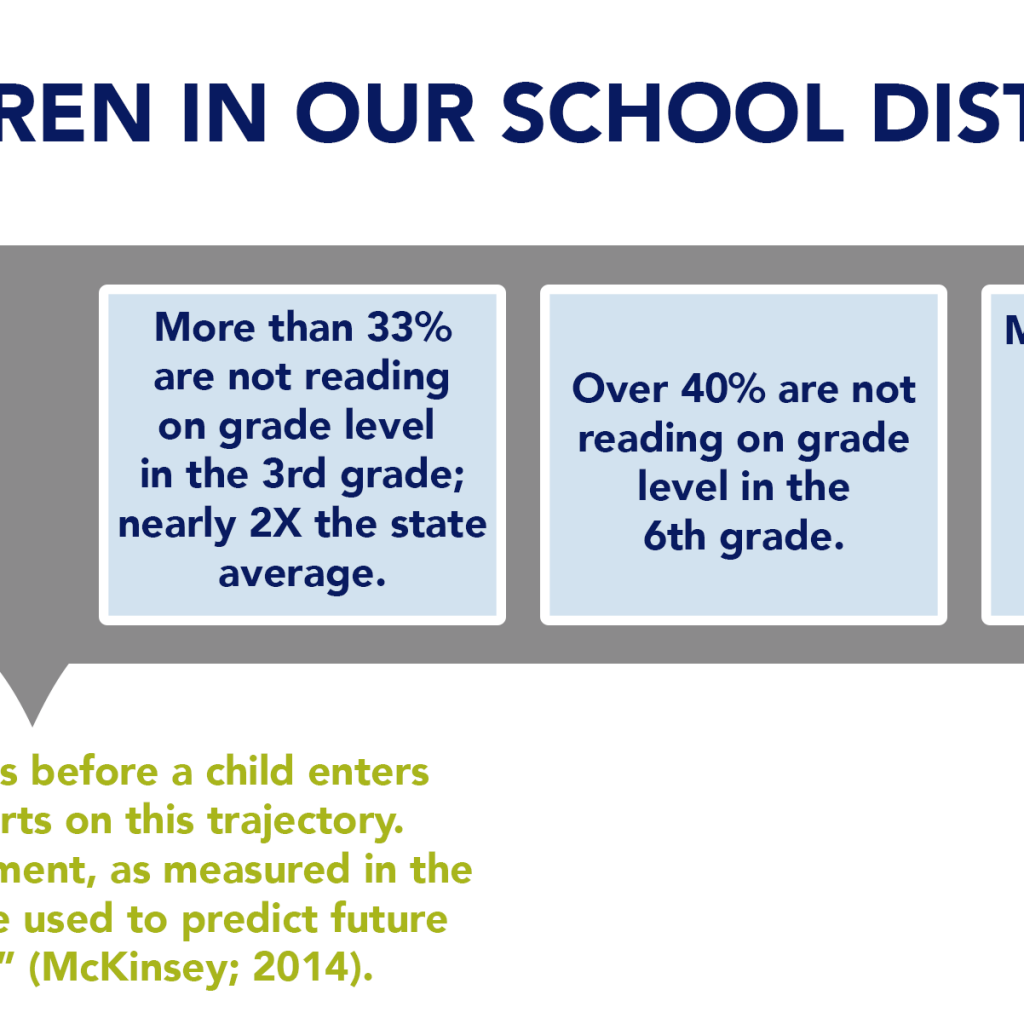 REN IN OUR SCHOOL DIST
More than 33%
are not reading
on grade level
in the 3rd grade;
nearly 2X the state
average.
Over 40% are not
reading on grade
level in the
6th grade.
M
s before a child enters
rts on this trajectory.
ment, as measured in the
e used to predict future
” (McKinsey; 2014).